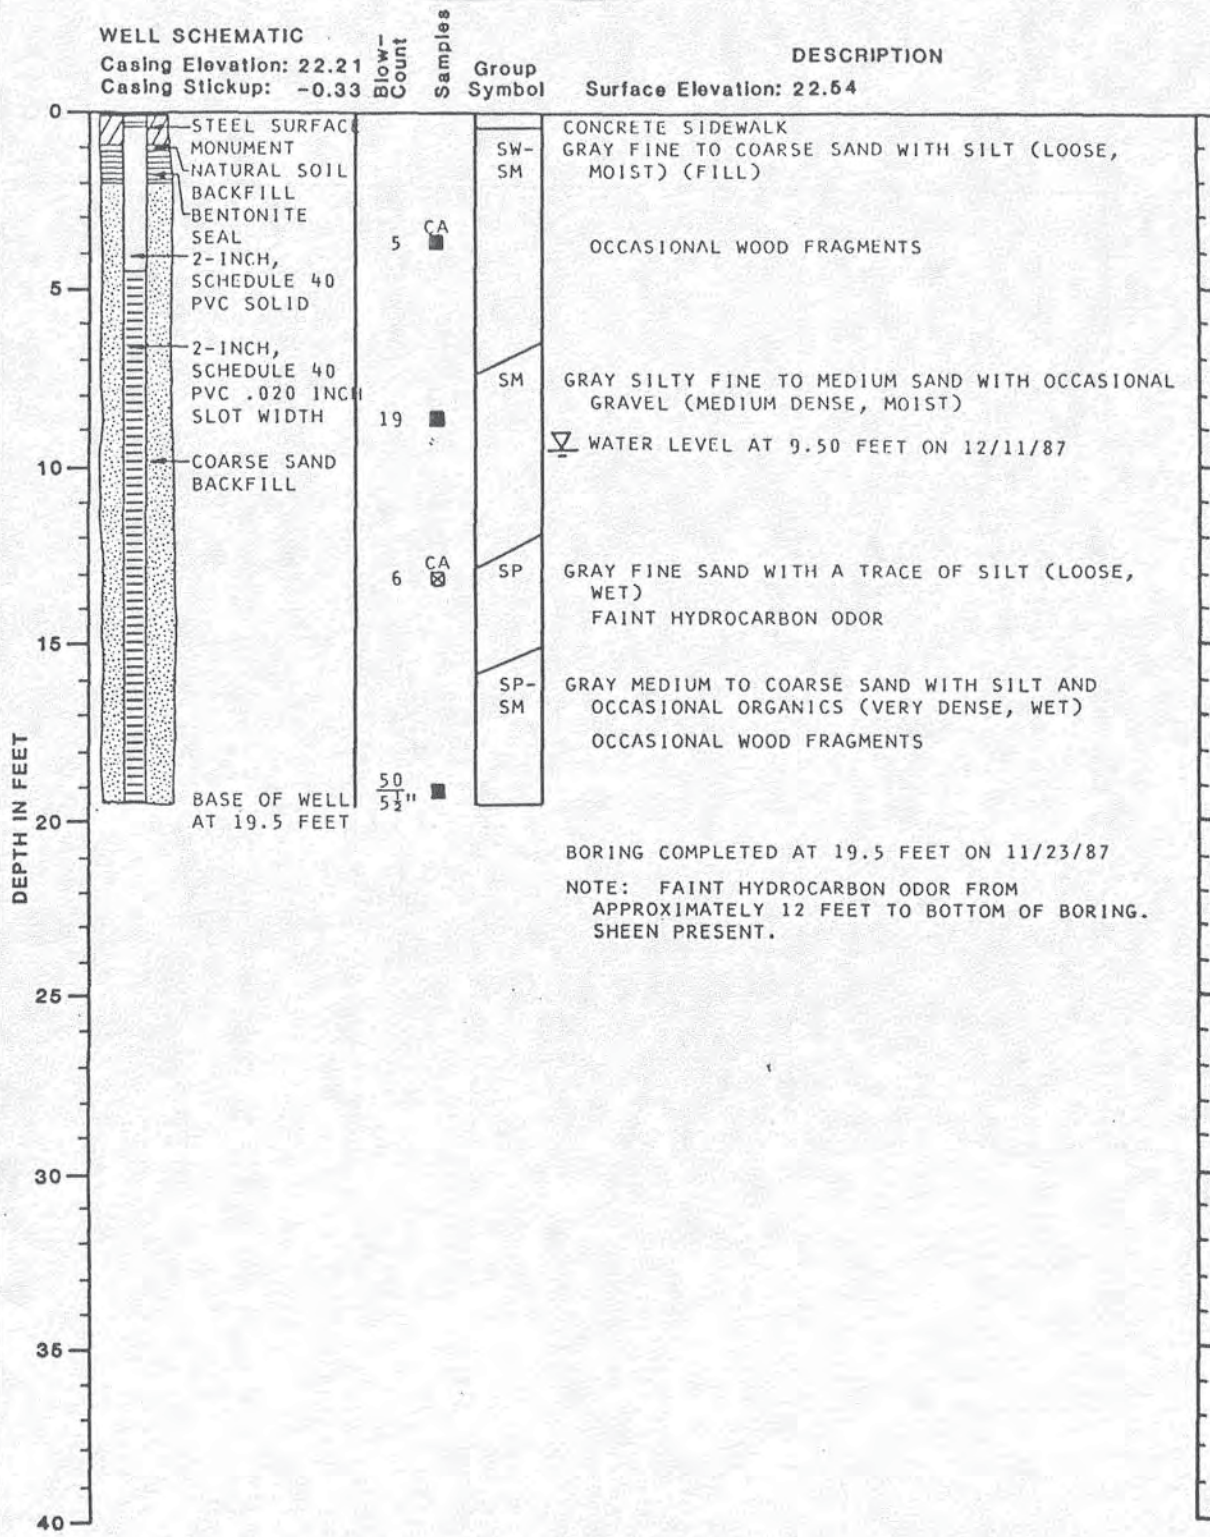 WELL SCHEMATIC
Casing Elevation: 22.21
Casing Stickup: -0.33
Blow-
Count
Samples
Group
Symbol
DESCRIPTION
Surface Elevation: 22.54
0
5
10
15
20
25
30
35
40
DEPTH IN FEET
STEEL SURFACE
MONUMENT
NATURAL SOIL
BACKFILL
BENTONITE
SEAL
2-INCH,
SCHEDULE 40
PVC SOLID
2-INCH,
SCHEDULE 40
PVC .020 INCH
SLOT WIDTH
COARSE SAND
BACKFILL
BASE OF WELL
AT 19.5 FEET
5
CA
19
6
CA
50
5½"
CONCRETE SIDEWALK
SW-
SM
GRAY FINE TO COARSE SAND WITH SILT (LOOSE,
MOIST) (FILL)
OCCASIONAL WOOD FRAGMENTS
SM
GRAY SILTY FINE TO MEDIUM SAND WITH OCCASIONAL
GRAVEL (MEDIUM DENSE, MOIST)
WATER LEVEL AT 9.50 FEET ON 12/11/87
SP
GRAY FINE SAND WITH A TRACE OF SILT (LOOSE,
WET)
FAINT HYDROCARBON ODOR
SP-
SM
GRAY MEDIUM TO COARSE SAND WITH SILT AND
OCCASIONAL ORGANICS (VERY DENSE, WET)
OCCASIONAL WOOD FRAGMENTS
BORING COMPLETED AT 19.5 FEET ON 11/23/87
NOTE: FAINT HYDROCARBON ODOR FROM
APPROXIMATELY 12 FEET TO BOTTOM OF BORING.
SHEEN PRESENT.